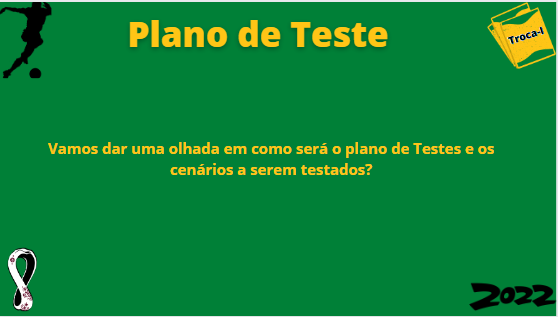 Plano de Teste
Troca-I
Vamos dar uma olhada em como será o plano de Testes e os
cenários a serem testados?
2022